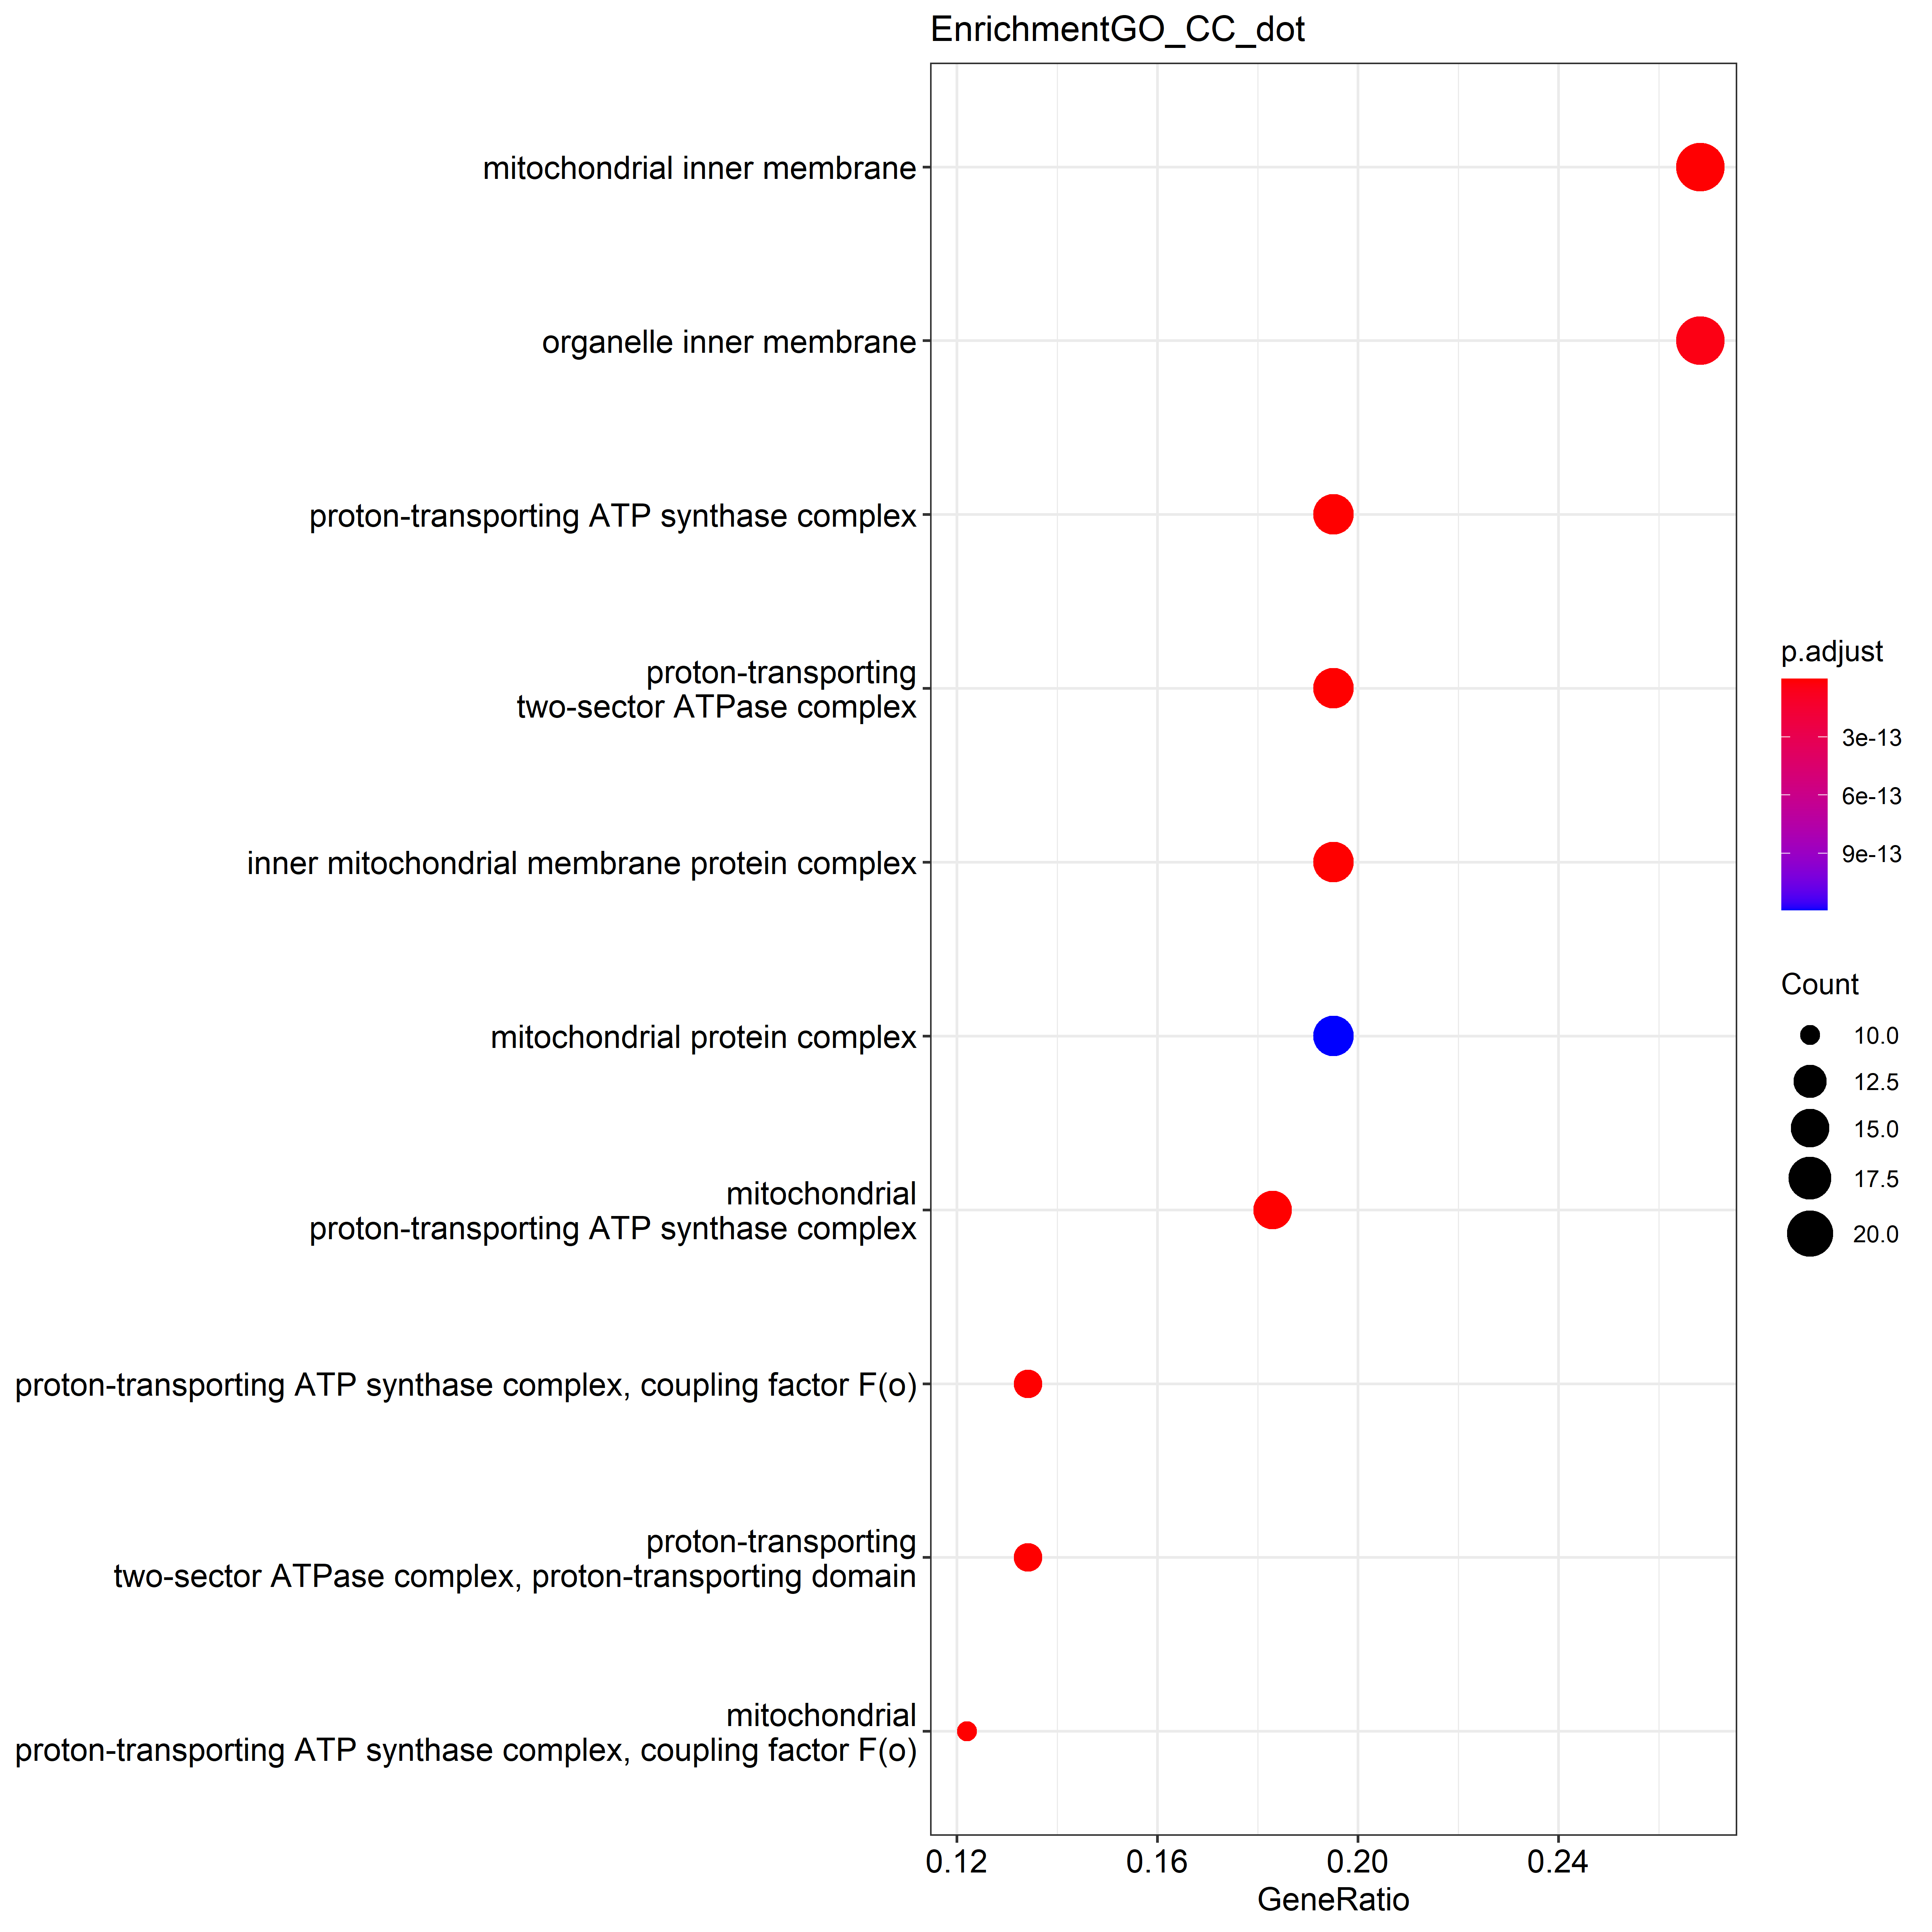 EnrichmentGO_CC_dot
mitochondrial inner membrane
organelle inner membrane
proton-transporting ATP synthase complex
proton-transporting
two-sector ATPase complex
inner mitochondrial membrane protein complex
mitochondrial protein complex
mitochondrial
proton-transporting ATP synthase complex
proton-transporting ATP synthase complex, coupling factor F(o)
proton-transporting
two-sector ATPase complex, proton-transporting domain
mitochondrial
proton-transporting ATP synthase complex, coupling factor F(o)
0.12 0.16 0.20 0.24
GeneRatio
p.adjust
3e-13
6e-13
9e-13
Count
10.0
12.5
15.0
17.5
20.0